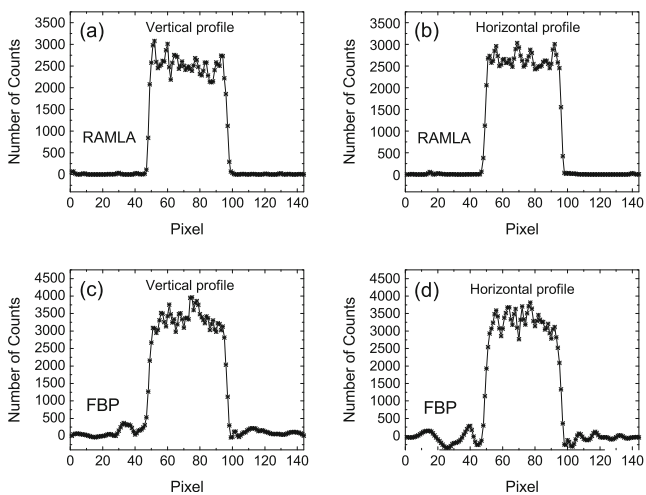 (a) Vertical profile
3500
3000
2500
2000
1500
1000
500
0
Number of Counts
RAMLA
0 20 40 60 80 100 120 140
Pixel
(b) Horizontal profile
3500
3000
2500
2000
1500
1000
500
0
Number of Counts
RAMLA
0 20 40 60 80 100 120 140
Pixel
(c) Vertical profile
4500
4000
3500
3000
2500
2000
1500
1000
500
0
Number of Counts
FBP
0 20 40 60 80 100 120 140
Pixel
(d) Horizontal profile
4500
4000
3500
3000
2500
2000
1500
1000
500
0
Number of Counts
FBP
0 20 40 60 80 100 120 140
Pixel